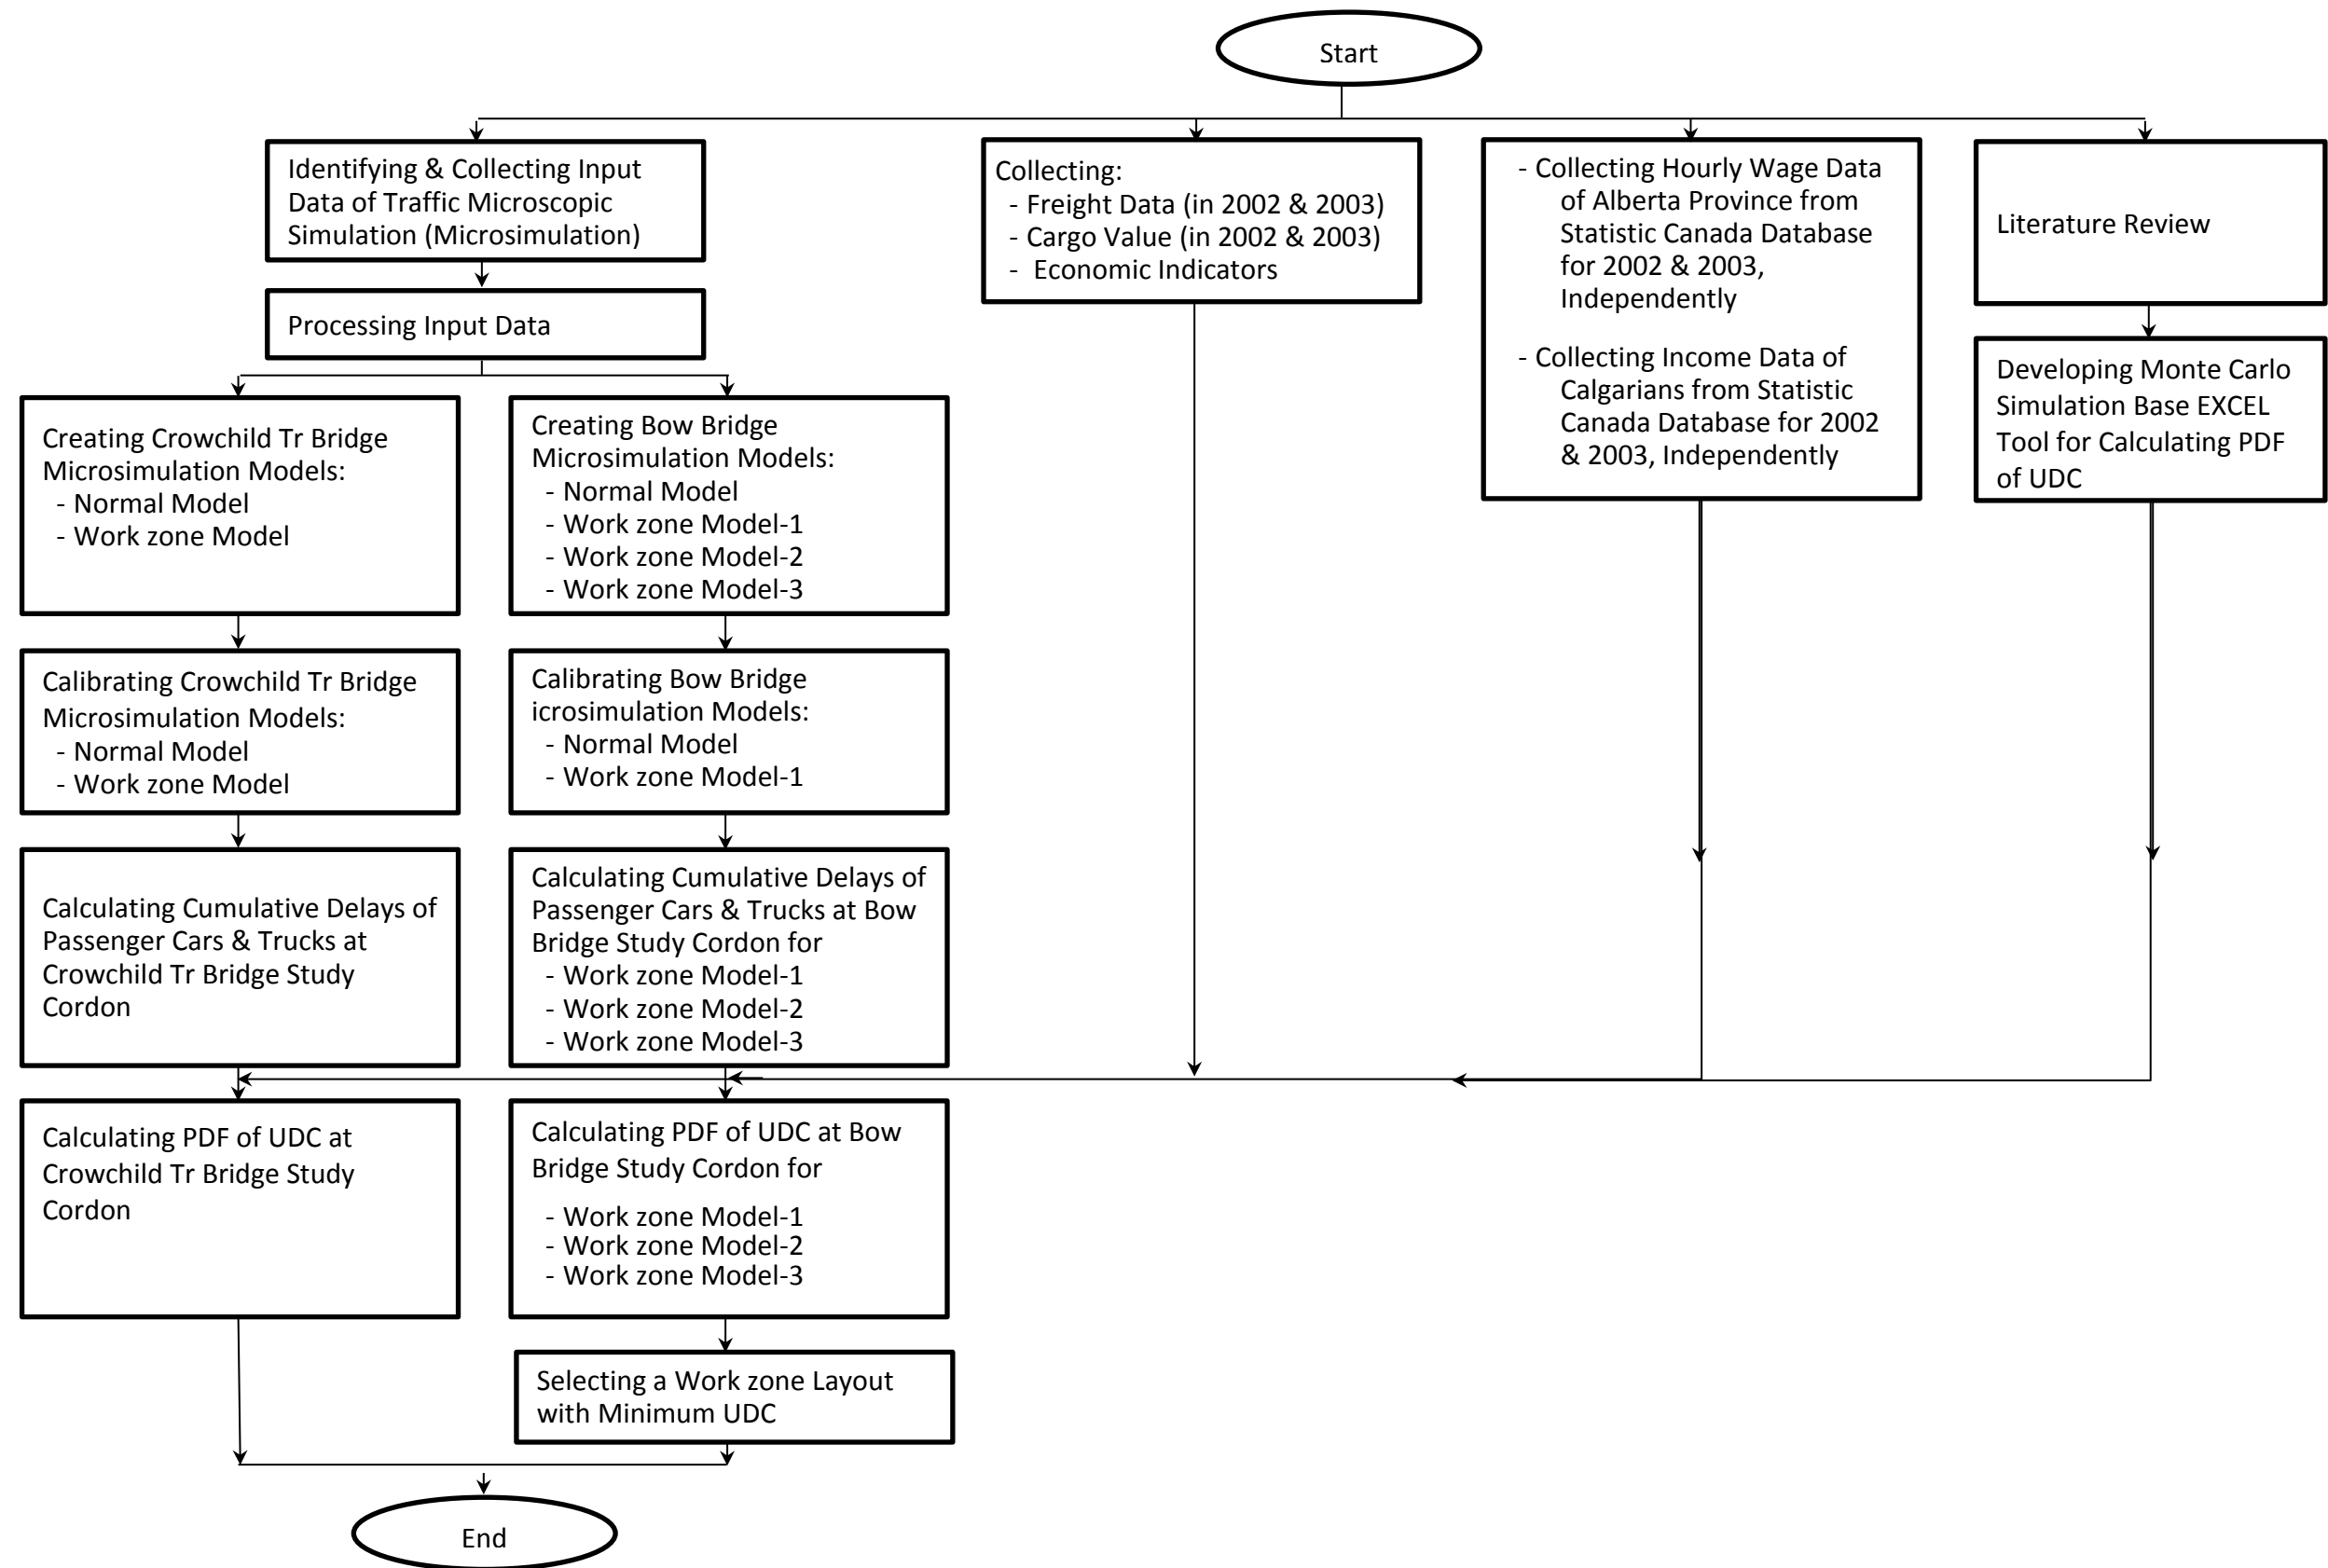 Start
Identifying & Collecting Input
Data of Traffic Microscopic
Simulation (Microsimulation)
Processing Input Data
Collecting:
- Freight Data (in 2002 & 2003)
- Cargo Value (in 2002 & 2003)
- Economic Indicators
- Collecting Hourly Wage Data
of Alberta Province from
Statistic Canada Database
for 2002 & 2003,
Independently
- Collecting Income Data of
Calgarians from Statistic
Canada Database for 2002
& 2003, Independently
Literature Review
Developing Monte Carlo
Simulation Base EXCEL
Tool for Calculating PDF
of UDC
Creating Crowchild Tr Bridge
Microsimulation Models:
- Normal Model
- Work zone Model
Creating Bow Bridge
Microsimulation Models:
- Normal Model
- Work zone Model-1
- Work zone Model-2
- Work zone Model-3
Calibrating Crowchild Tr Bridge
Microsimulation Models:
- Normal Model
- Work zone Model
Calibrating Bow Bridge
icrosimulation Models:
- Normal Model
- Work zone Model-1
Calculating Cumulative Delays of
Passenger Cars & Trucks at
Crowchild Tr Bridge Study
Cordon
Calculating Cumulative Delays of
Passenger Cars & Trucks at Bow
Bridge Study Cordon for
- Work zone Model-1
- Work zone Model-2
- Work zone Model-3
Calculating PDF of UDC at
Crowchild Tr Bridge Study
Cordon
Calculating PDF of UDC at Bow
Bridge Study Cordon for
- Work zone Model-1
- Work zone Model-2
- Work zone Model-3
Selecting a Work zone Layout
with Minimum UDC
End